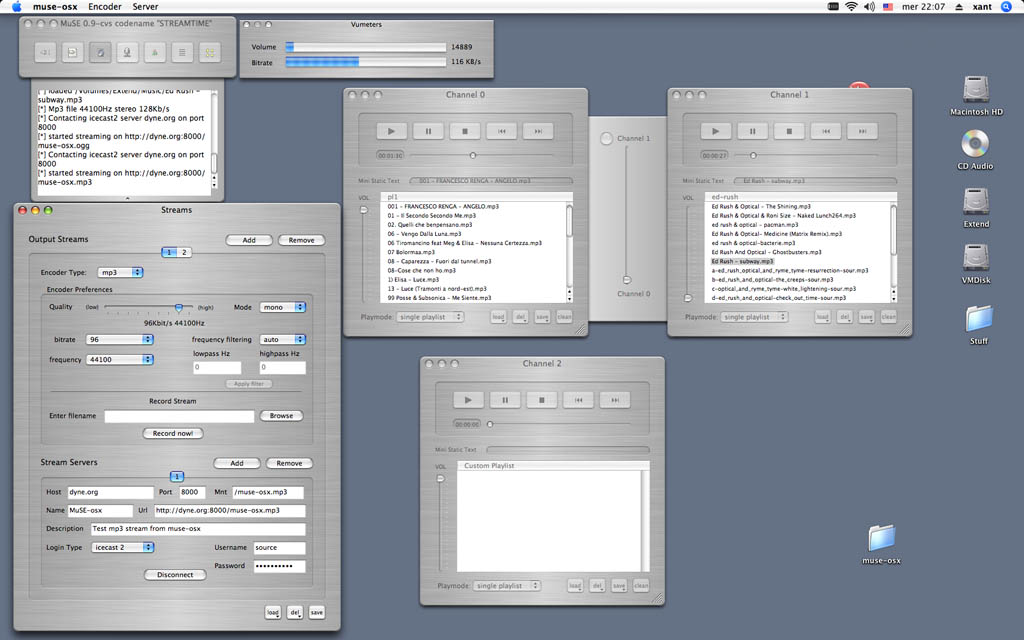 muse-osx Encoder Server
mer 22:07 xant
MuSE 0.9-cvs codename "STREAMTIME"
subway.mp3
[*] Mp3 file 44100Hz stereo 128Kb/s
[*] Contacting icecast2 server dyne.org on port
8000
[*] started streaming on http://dyne.org:8000/
muse-osx.ogg
[*] Contacting icecast2 server dyne.org on port
8000
[*] started streaming on http://dyne.org:8000/
muse-osx.mp3
Vumeters
Volume 14889
Bitrate 116 KB/s
Streams
Output Streams Add Remove
1 2
Encoder Type: mp3
Encoder Preferences
Quality (low) (high) Mode mono
96Kbit/s 44100Hz
bitrate 96 frequency filtering auto
lowpass Hz highpass Hz
frequency 44100 0 0
Apply filter
Record Stream
Enter filename Browse
Record now!
Stream Servers Add Remove
1
Host dyne.org Port 8000 Mnt /muse-osx.mp3
Name MuSE-osx Url http://dyne.org:8000/muse-osx.mp3
Description Test mp3 stream from muse-osx
Login Type icecast 2 Username source
Password ••••••••••
Disconnect
load del save
Channel 0
Mini Static Text 001 - FRANCESCO RENGA - ANGELO.mp3
VOL pl1
001 - FRANCESCO RENGA - ANGELO.mp3
01 - Il Secondo Secondo Me.mp3
02. Quelli che benpensano.mp3
06 - Vengo Dalla Luna.mp3
06 Tiromancino feat Meg & Elisa - Nessuna Certezza.mp3
07 Bolormaa.mp3
08 - Caparezza - Fuori dal tunnel.mp3
08-Cose che non ho.mp3
1) Elisa - Luce.mp3
13 - Luce (Tramonti a nord-est).mp3
99 Posse & Subsonica - Me Siente.mp3
Playmode: single playlist load del save clean
Channel 1
Channel 0
Channel 1
00:00:27
Mini Static Text Ed Rush - subway.mp3
VOL ed-rush
Ed Rush & Optical - The Shining.mp3
Ed Rush & Optical & Roni Size - Naked Lunch264.mp3
ed rush & optical - pacman.mp3
Ed Rush & Optical- Medicine (Matrix Remix).mp3
ed rush & optical-bacterie.mp3
Ed Rush And Optical - Ghostbusters.mp3
Ed Rush - subway.mp3
a-ed_rush_optical_and_ryme_tyme-resurrection-sour.mp3
b-ed_rush_and_optical-the_creeps-sour.mp3
c-optical_and_ryme_tyme-white_lightning-sour.mp3
d-ed_rush_and_optical-check_out_time-sour.mp3
Playmode: single playlist load del save clean
Channel 2
00:00:00
Mini Static Text
VOL Custom Playlist
Playmode: single playlist load del save clean
Macintosh HD
CD Audio
Extend
VMDisk
Stuff
muse-osx